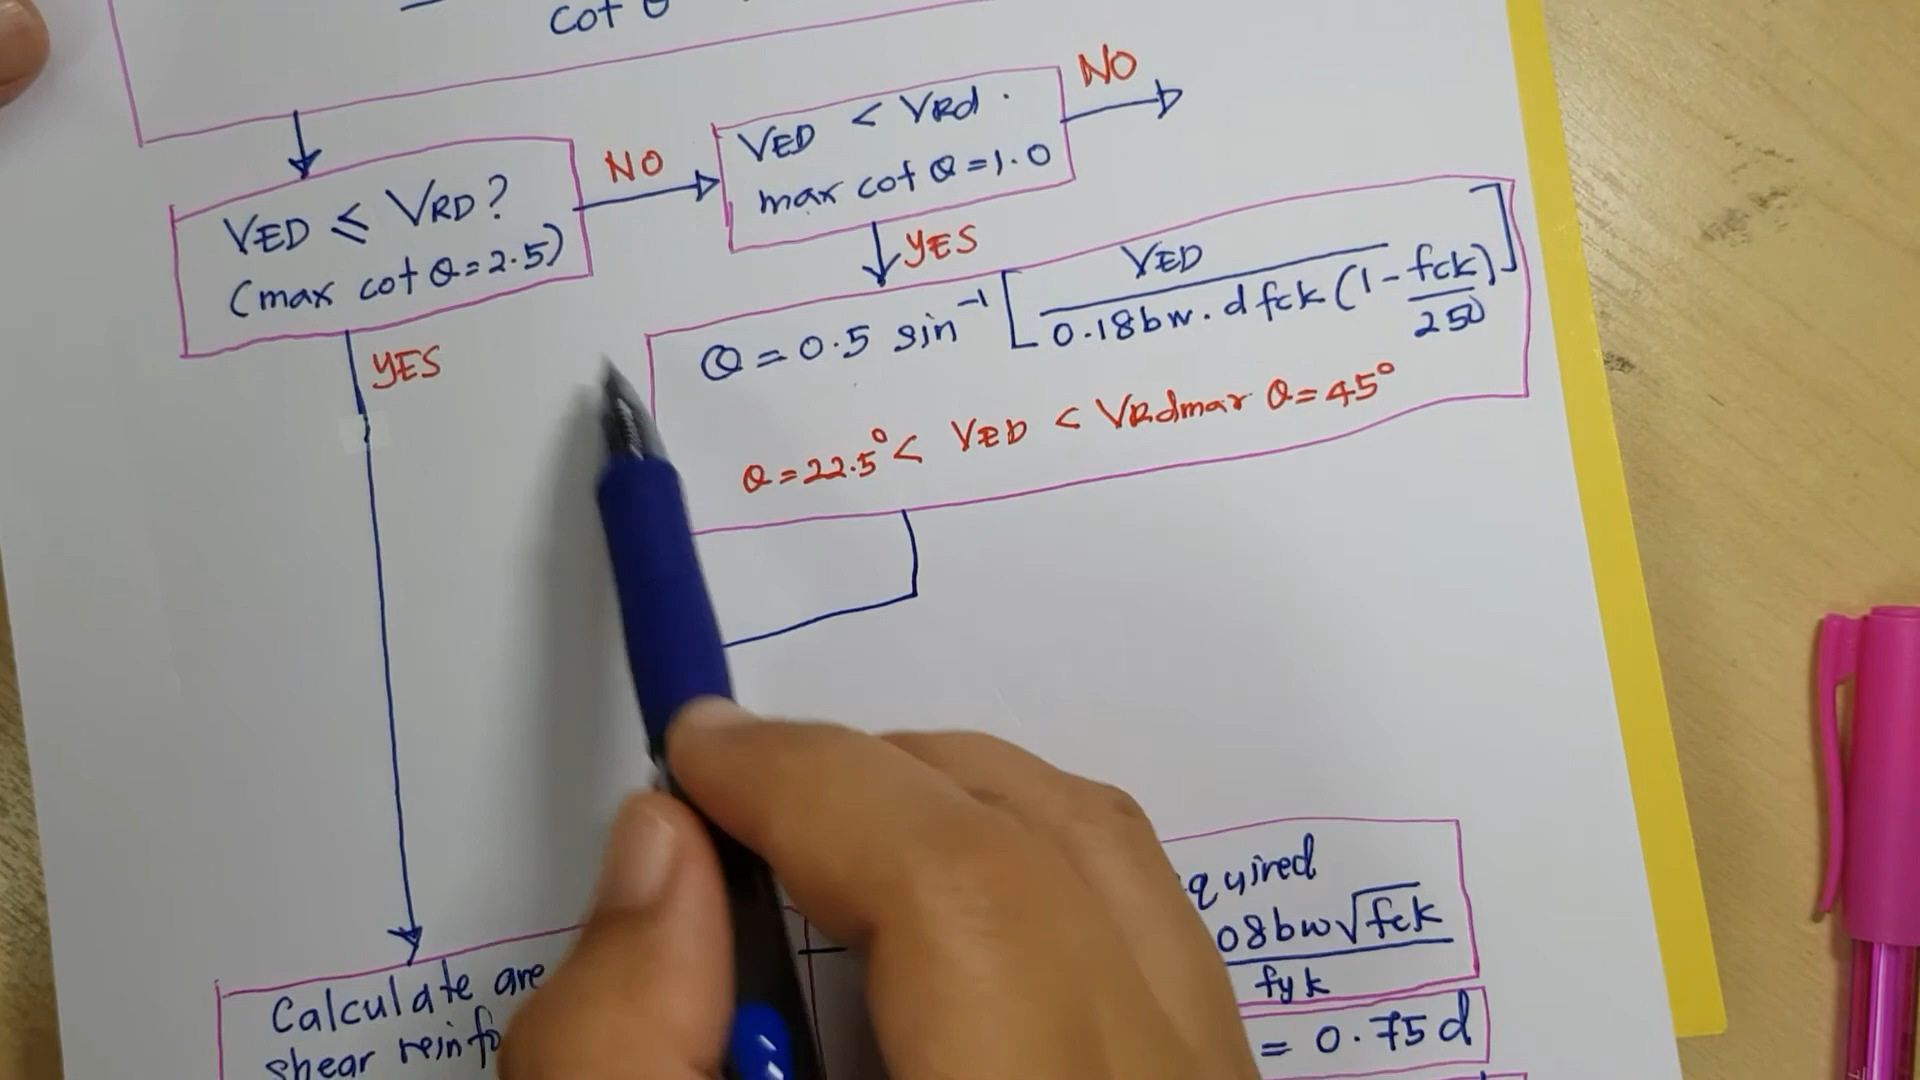 cot θ
VED ≤ VRD?
(max cot θ=2.5)
NO
VED < VRd.
max cot θ=1.0
NO
YES
YES
θ = 0.5 sin⁻¹ [ VED
0.18bw. d fck (1 - fck/250) ]
θ=22.5° < VED < VRdmax θ=45°
quired
08bw√fck
fyk
= 0.75d
Calculate are
shear reinfo